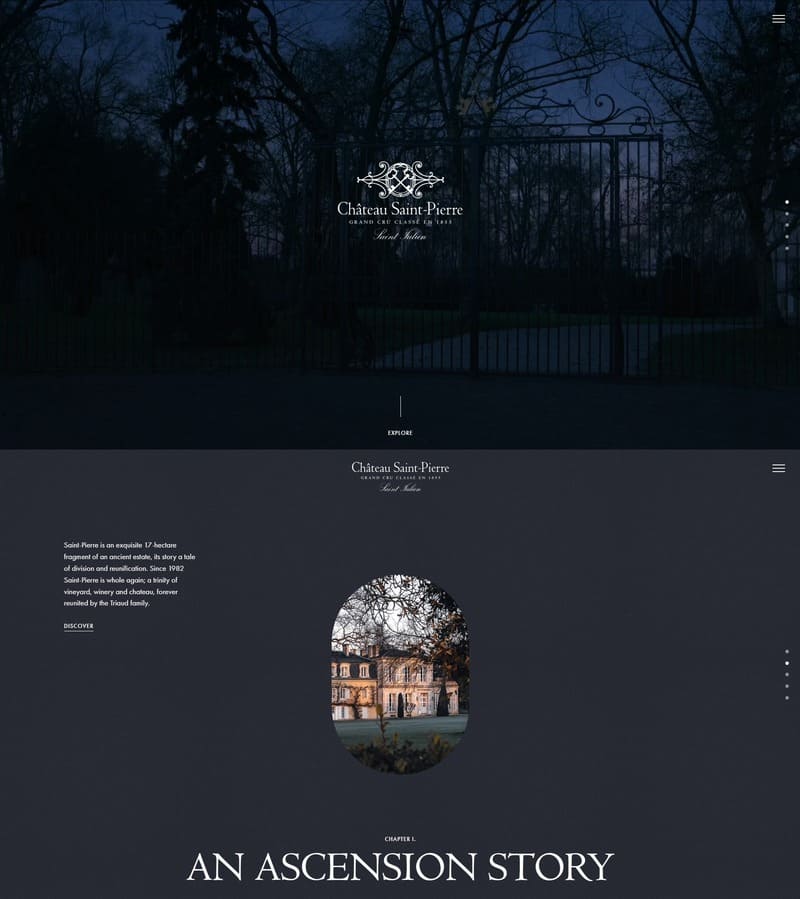 Château Saint-Pierre
GRAND CRU CLASSÉ EN 1855
Saint Julien
EXPLORE
Château Saint-Pierre
GRAND CRU CLASSÉ EN 1855
Saint Julien
Saint-Pierre is an exquisite 17-hectare
fragment of an ancient estate, its story a tale
of division and reunification. Since 1982
Saint-Pierre is whole again; a trinity of
vineyard, winery and chateau, forever
reunited by the Triaud family.
DISCOVER
CHAPTER I.
AN ASCENSION STORY